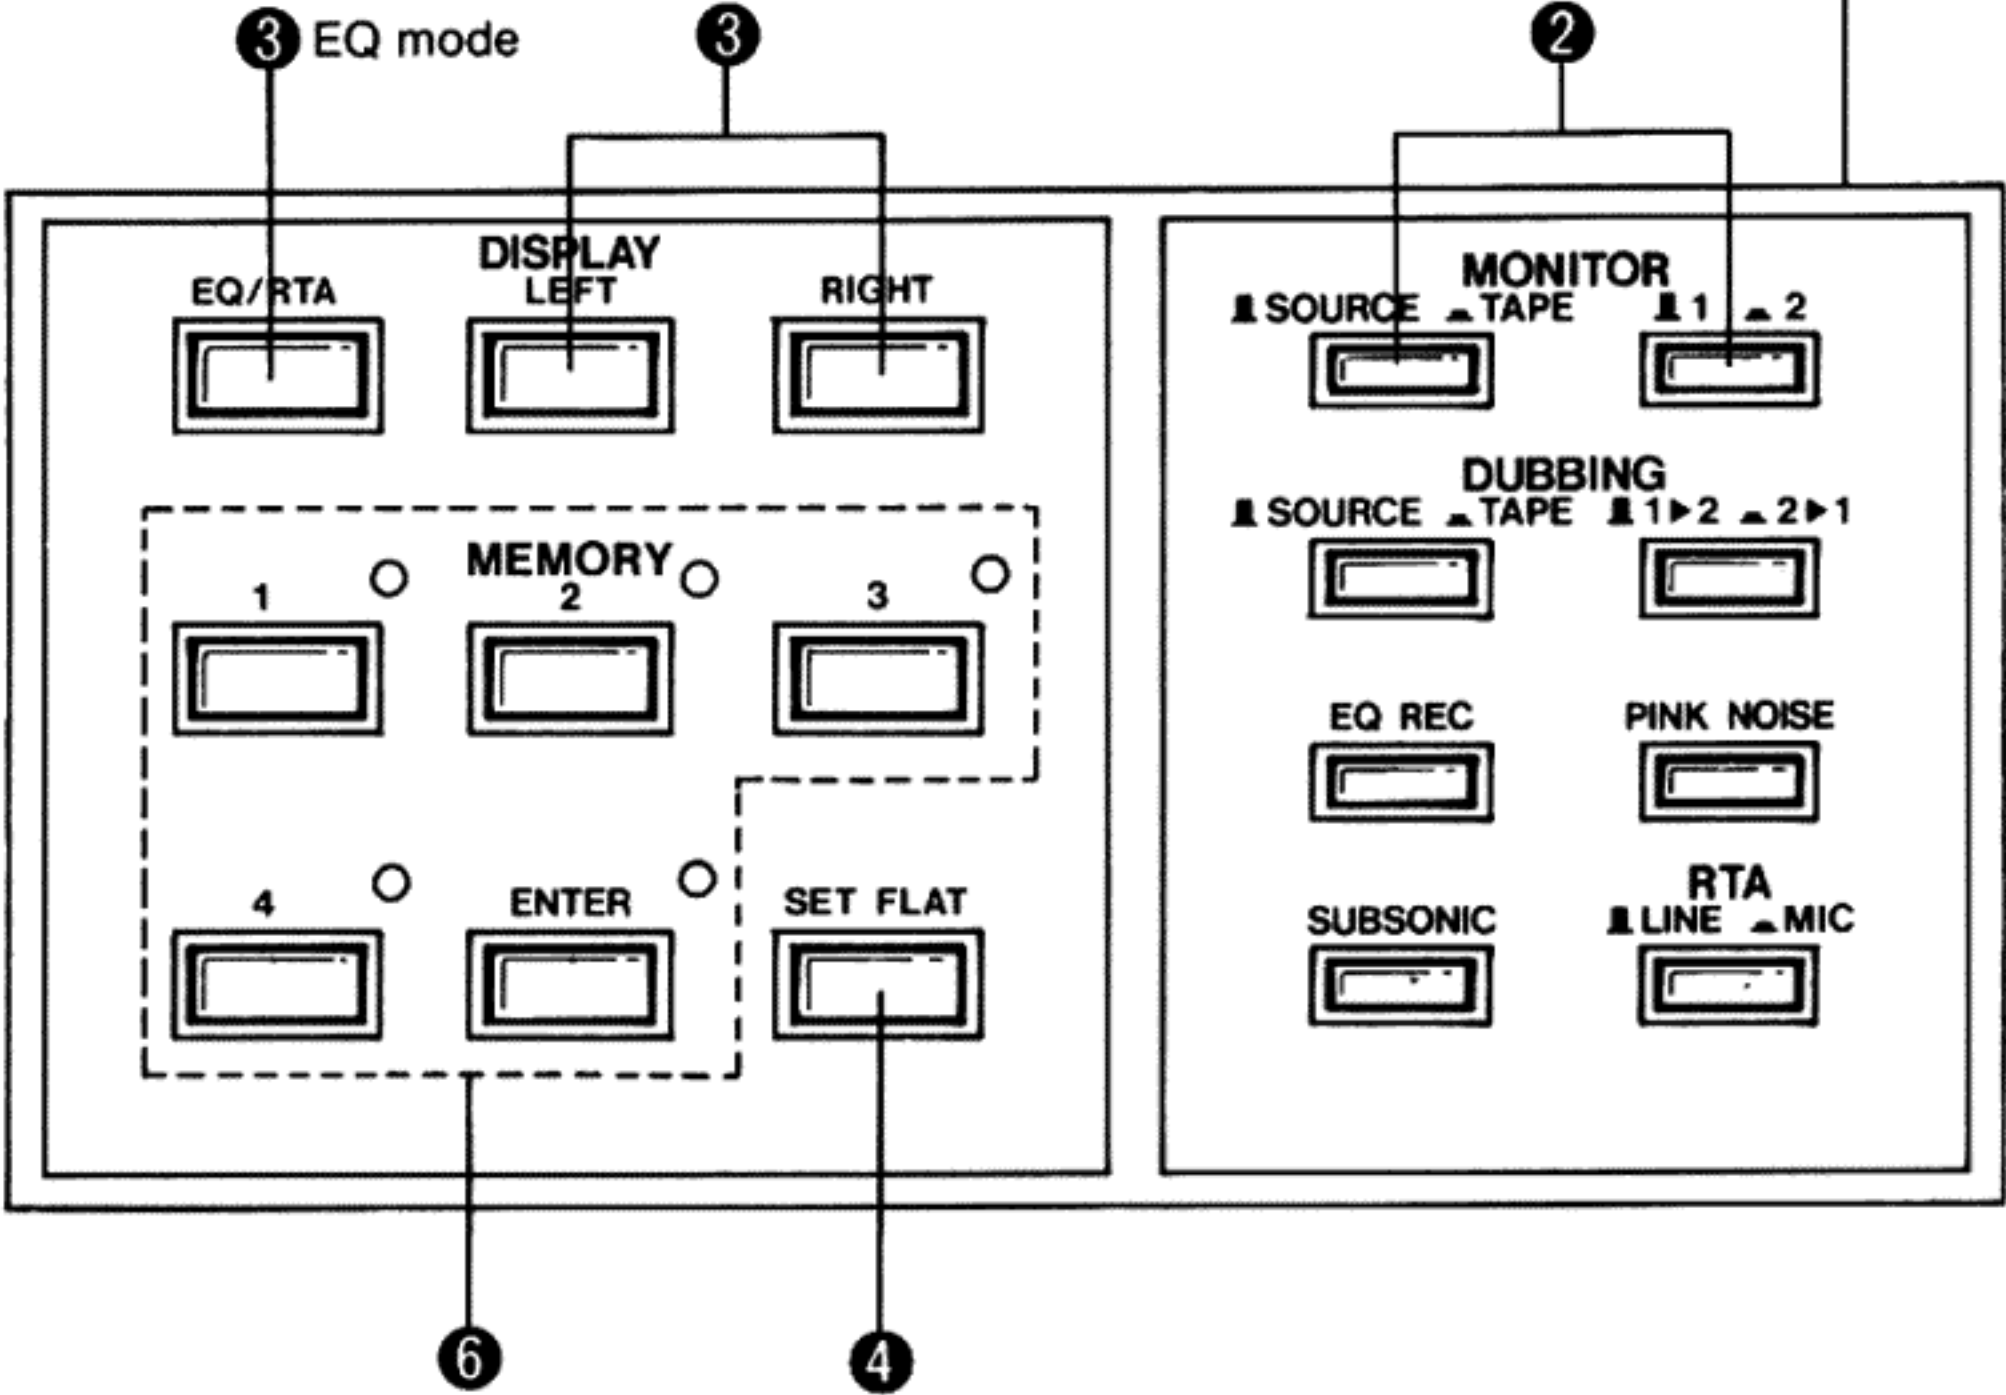 3 EQ mode 3 2
DISPLAY
EQ/RTA LEFT RIGHT
MONITOR
SOURCE TAPE 1 2
DUBBING
SOURCE TAPE 1▶2 2▶1
MEMORY
1 2 3
EQ REC PINK NOISE
4 ENTER SET FLAT
RTA
SUBSONIC LINE MIC
6 4